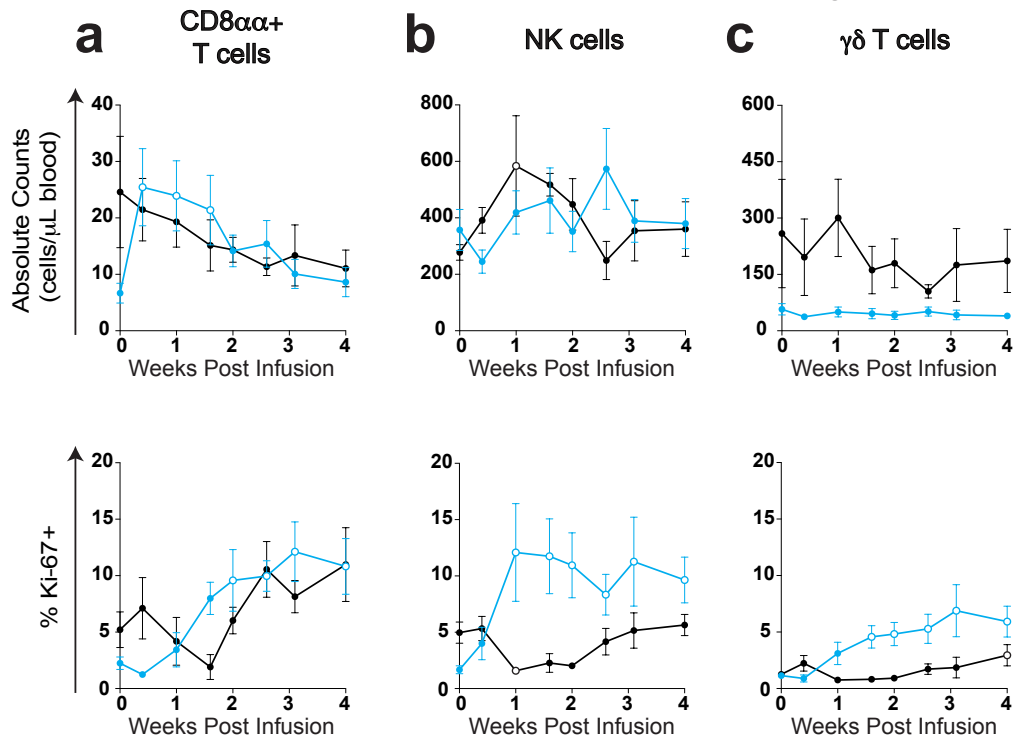 a
CD8αα+
T cells
b
NK cells
c
γδ T cells
Absolute Counts
(cells/μL blood)
40
30
20
10
0
0 1 2 3 4
Weeks Post Infusion
800
600
400
200
0
0 1 2 3 4
Weeks Post Infusion
600
450
300
150
0
0 1 2 3 4
Weeks Post Infusion
% Ki-67+
20
15
10
5
0
0 1 2 3 4
Weeks Post Infusion
20
15
10
5
0
0 1 2 3 4
Weeks Post Infusion
20
15
10
5
0
0 1 2 3 4
Weeks Post Infusion